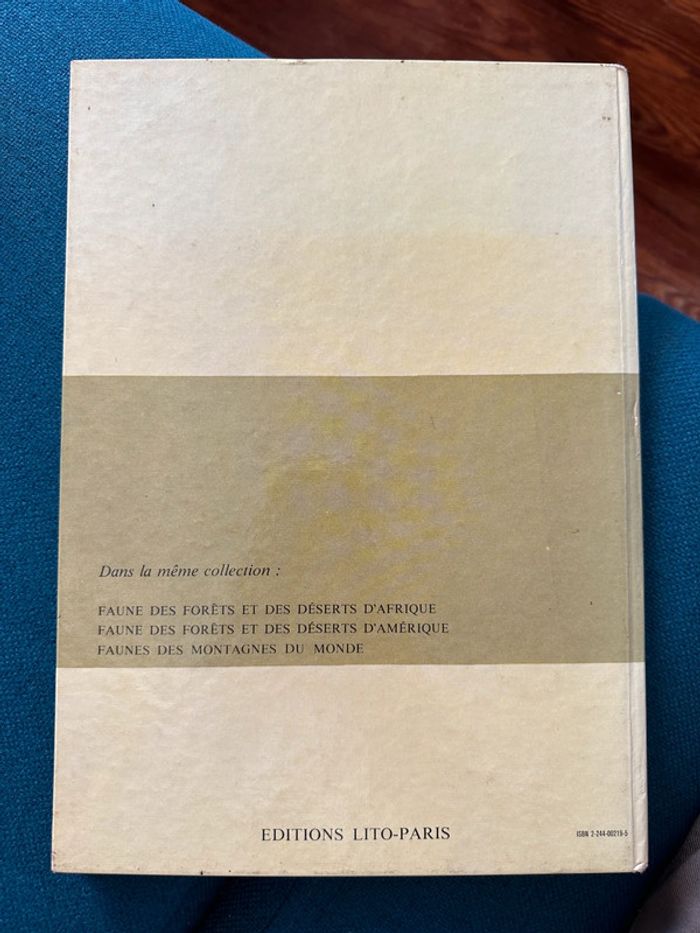 Dans la même collection :
FAUNE DES FORÊTS ET DES DÉSERTS D'AFRIQUE
FAUNE DES FORÊTS ET DES DÉSERTS D'AMÉRIQUE
FAUNES DES MONTAGNES DU MONDE
EDITIONS LITO-PARIS
ISBN 2-244-00219-5